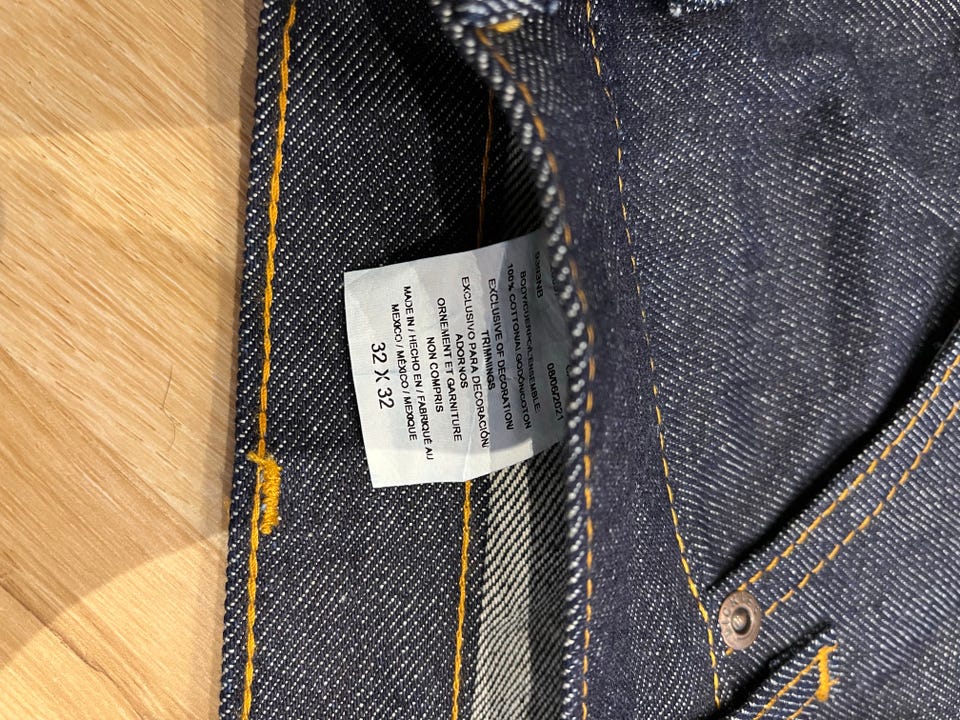 08/06/2021
BODY/CUERPO/ENSEMBLE:
100% COTTON/ALGODÓN/COTON
EXCLUSIVE OF DECORATION/
TRIMMINGS
EXCLUSIVO PARA DECORACIÓN/
ADORNOS
ORNEMENT ET GARNITURE
NON COMPRIS
MADE IN / HECHO EN / FABRIQUÉ AU
MEXICO / MÉXICO / MEXIQUE
32 X 32